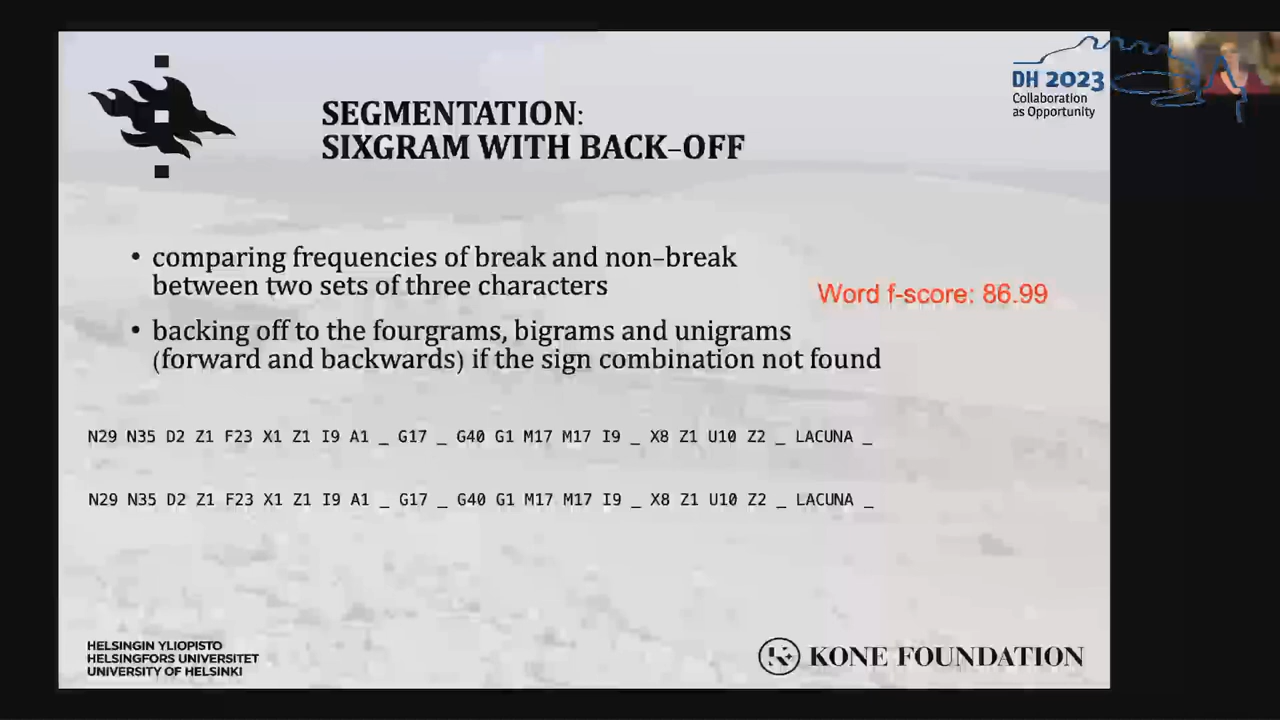 DH 2023
Collaboration
as Opportunity
SEGMENTATION:
SIXGRAM WITH BACK-OFF
• comparing frequencies of break and non-break
between two sets of three characters
Word f-score: 86.99
• backing off to the fourgrams, bigrams and unigrams
(forward and backwards) if the sign combination not found
N29 N35 D2 Z1 F23 X1 Z1 I9 A1 _ G17 _ G40 G1 M17 M17 I9 _ X8 Z1 U10 Z2 _ LACUNA _
N29 N35 D2 Z1 F23 X1 Z1 I9 A1 _ G17 _ G40 G1 M17 M17 I9 _ X8 Z1 U10 Z2 _ LACUNA _
HELSINGIN YLIOPISTO
HELSINGFORS UNIVERSITET
UNIVERSITY OF HELSINKI
KONE FOUNDATION